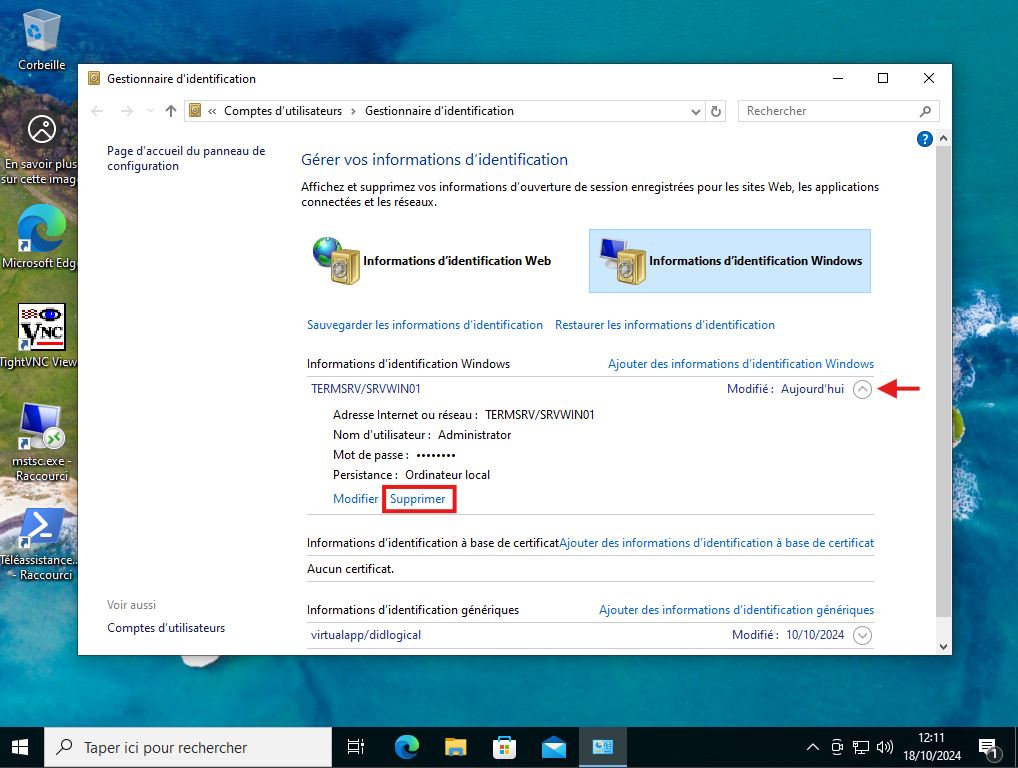 Corbeille
En savoir plus
sur cette imag
Microsoft Edg
VNC
TightVNC View
mstsc.exe -
Raccourci
Téléassistance...
- Raccourci
Gestionnaire d'identification
« Comptes d'utilisateurs › Gestionnaire d'identification
Rechercher
Page d'accueil du panneau de
configuration
Voir aussi
Comptes d'utilisateurs
?
Gérer vos informations d'identification
Affichez et supprimez vos informations d'ouverture de session enregistrées pour les sites Web, les applications
connectées et les réseaux.
Informations d'identification Web
Informations d'identification Windows
Sauvegarder les informations d'identification Restaurer les informations d'identification
Informations d'identification Windows Ajouter des informations d'identification Windows
TERMSRV/SRVWIN01 Modifié : Aujourd'hui
Adresse Internet ou réseau : TERMSRV/SRVWIN01
Nom d'utilisateur : Administrator
Mot de passe : ••••••••
Persistance : Ordinateur local
Modifier Supprimer
Informations d'identification à base de certificat Ajouter des informations d'identification à base de certificat
Aucun certificat.
Informations d'identification génériques Ajouter des informations d'identification génériques
virtualapp/didlogical Modifié : 10/10/2024
Taper ici pour rechercher
12:11
18/10/2024
1